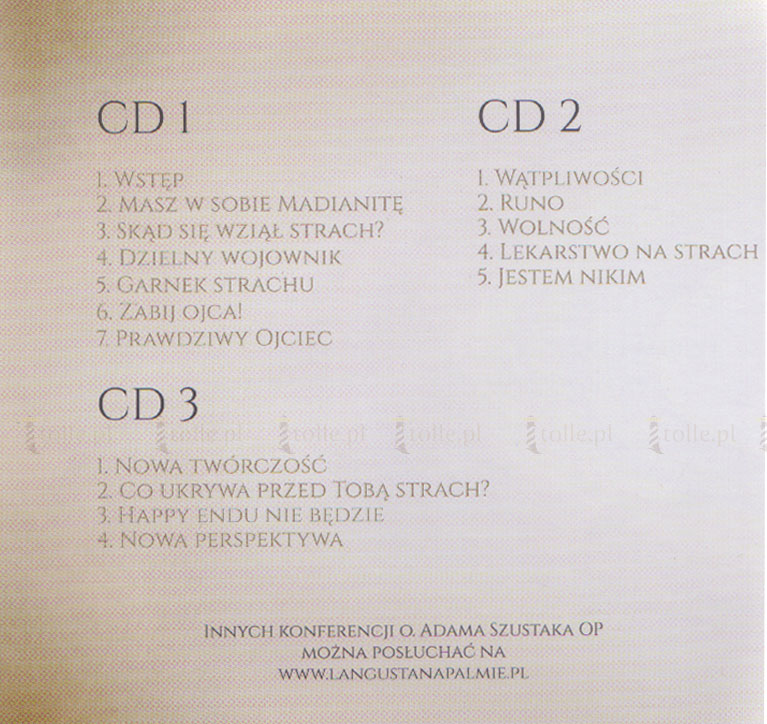 CD 1
1. Wstęp
2. Masz w sobie Madianitę
3. Skąd się wziął strach?
4. Dzielny wojownik
5. Garnek strachu
6. Zabij ojca!
7. Prawdziwy Ojciec
CD 2
1. Wątpliwości
2. Runo
3. Wolność
4. Lekarstwo na strach
5. Jestem nikim
CD 3
tolle.pl tolle.pl tolle.pl tolle.pl tolle.pl tolle.pl
1. Nowa twórczość
2. Co ukrywa przed Tobą strach?
3. Happy endu nie będzie
4. Nowa perspektywa
Innych konferencji o. Adama Szustaka OP
można posłuchać na
www.langustanapalmie.pl